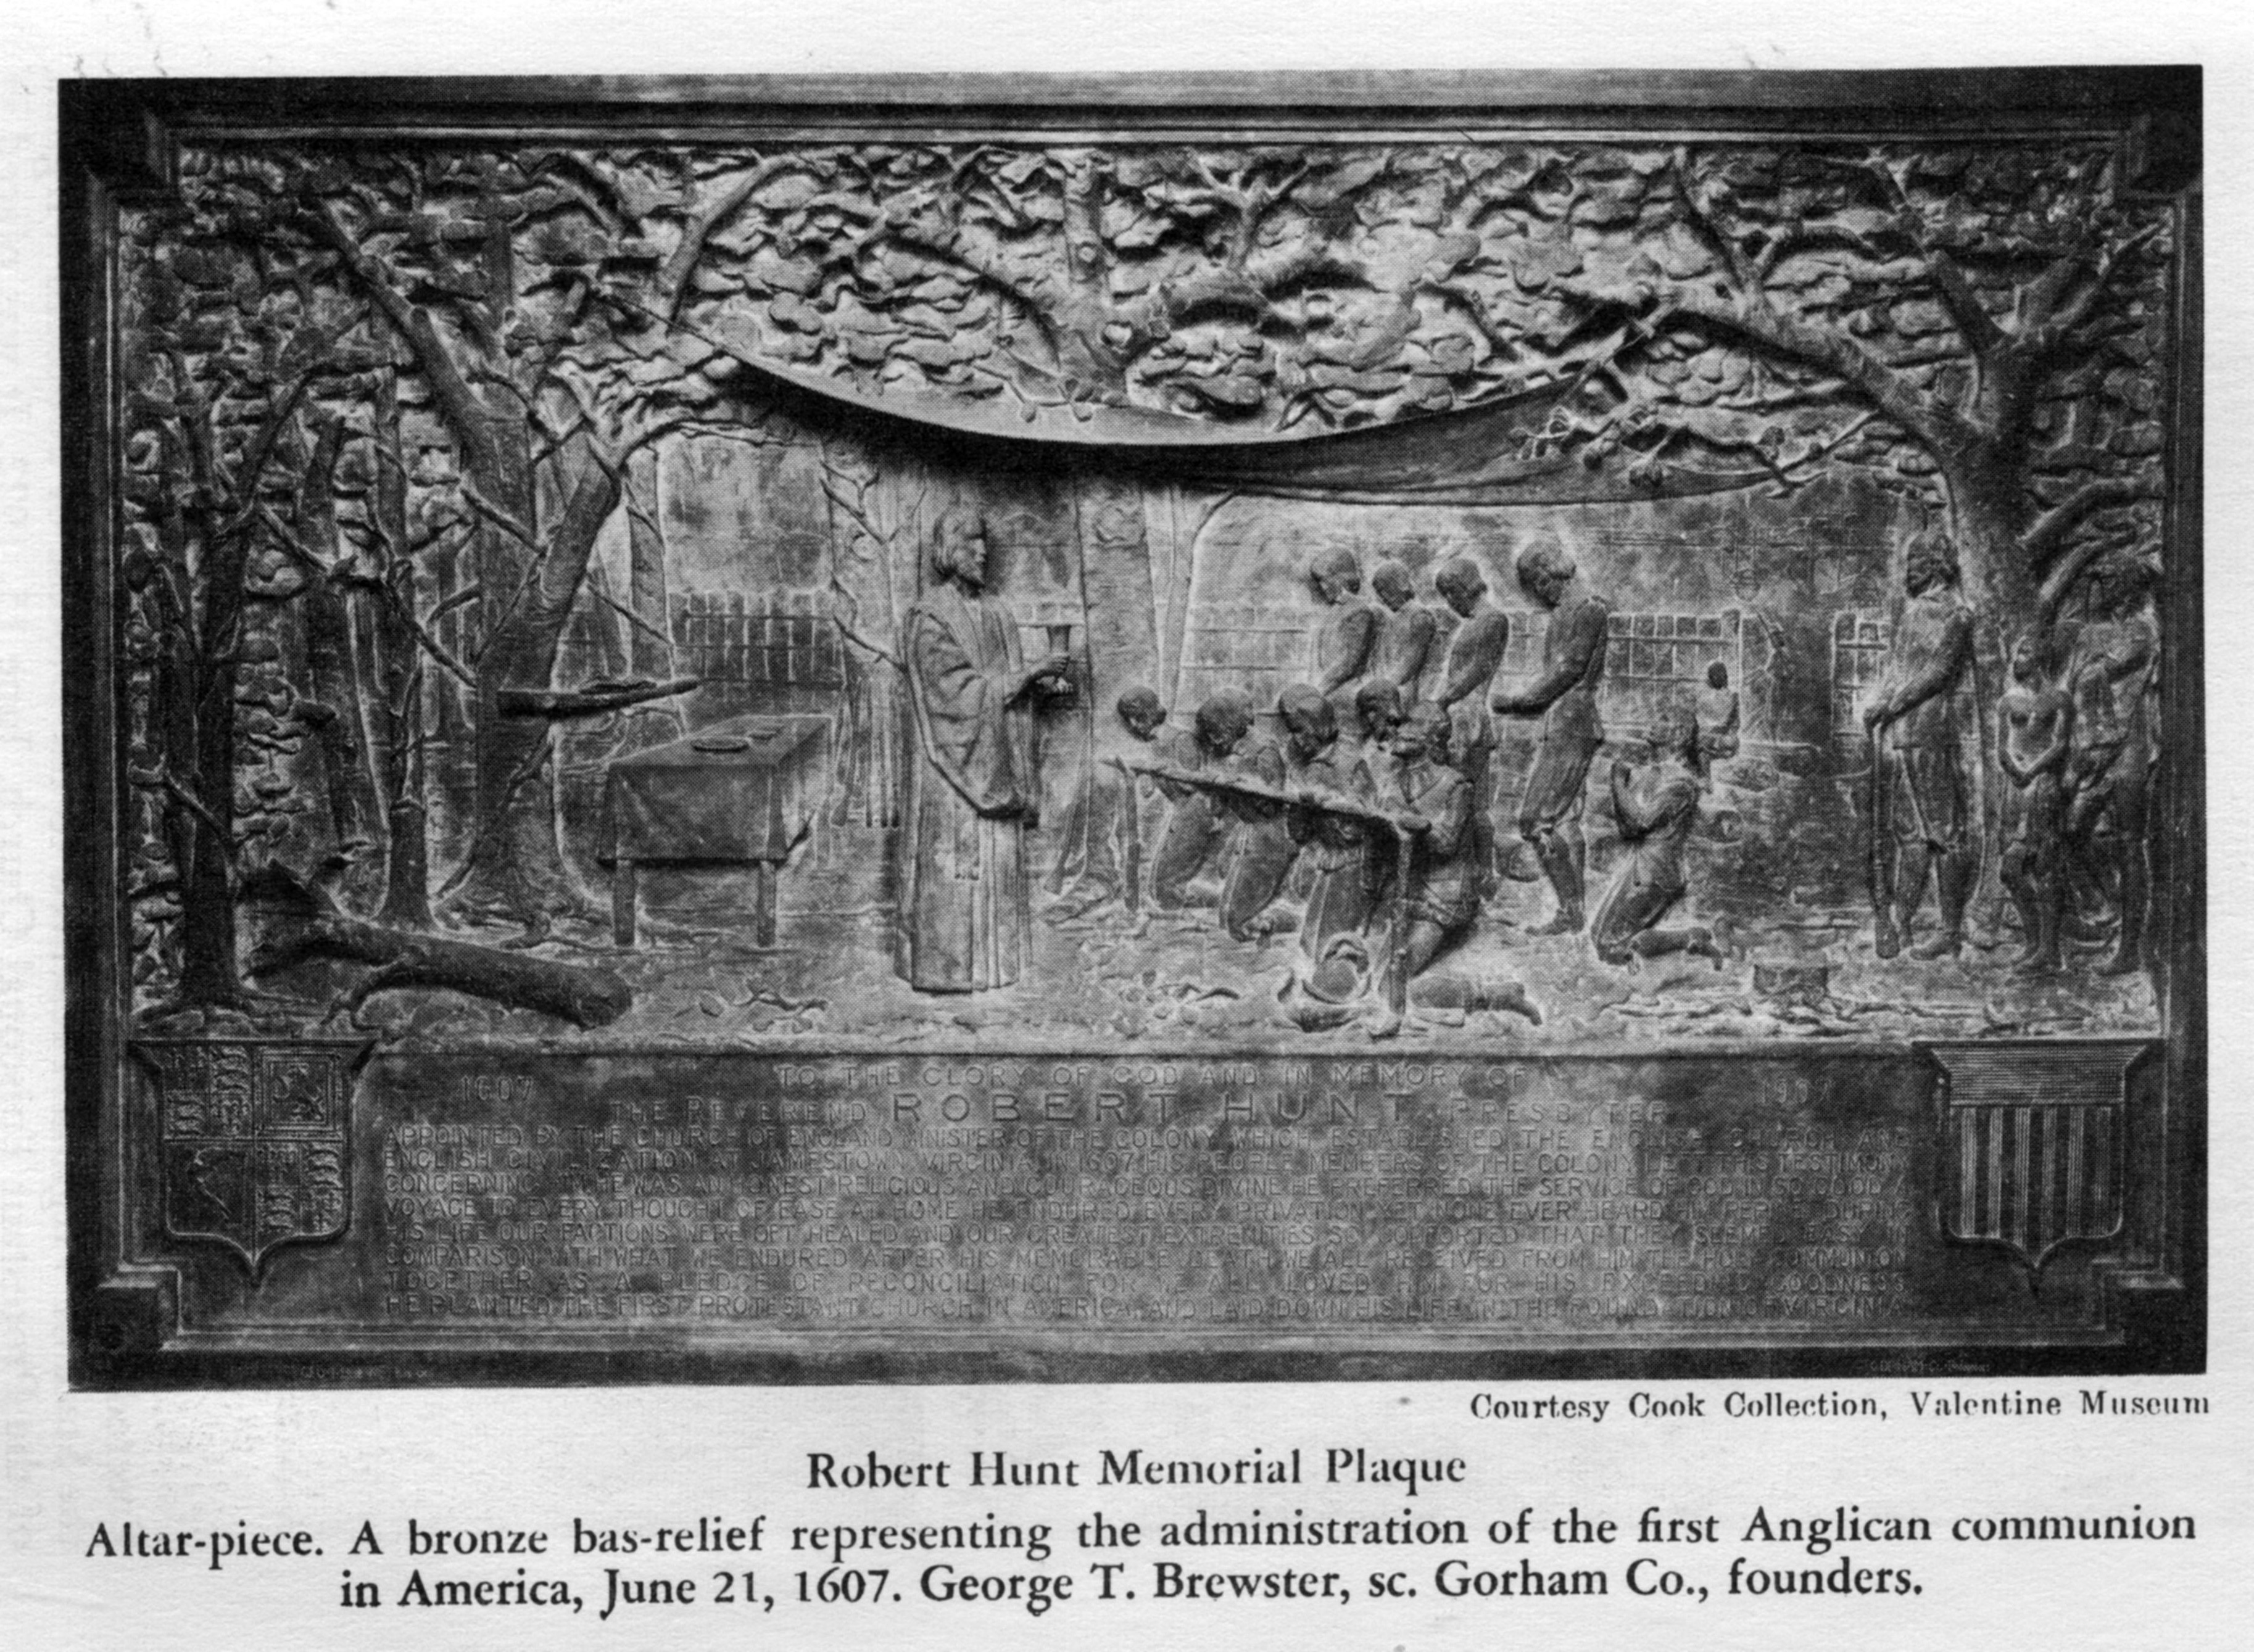 1607
TO THE GLORY OF GOD AND IN MEMORY OF
1907
THE REVEREND ROBERT HUNT PRESBYTER
APPOINTED BY THE CHURCH OF ENGLAND MINISTER OF THE COLONY WHICH ESTABLISHED THE ENGLISH CHURCH AND
ENGLISH CIVILIZATION AT JAMESTOWN VIRGINIA IN 1607 HIS PEOPLE MEMBERS OF THE COLONY LEFT THIS TESTIMONY
CONCERNING HE WAS AN HONEST RELIGIOUS AND COURAGEOUS DIVINE HE PREFERRED THE SERVICE OF GOD IN SO GOOD A
VOYAGE TO EVERY THOUGHT OF EASE AT HOME HE ENDURED EVERY PRIVATION YET NONE EVER HEARD HIM REPINE DURING
HIS LIFE OUR FACTIONS WERE OFT HEALED AND OUR GREATEST EXTREMITIES SO COMFORTED THAT THEY SEEMED EASY IN
COMPARISON WITH WHAT WE ENDURED AFTER HIS MEMORABLE DEATH WE ALL RECEIVED FROM HIM THE HOLY COMMUNION
TOGETHER AS A PLEDGE OF RECONCILIATION FOR WE ALL LOVED HIM FOR HIS EXCEEDING GOODNESS
HE PLANTED THE FIRST PROTESTANT CHURCH IN AMERICA AND LAID DOWN HIS LIFE IN THE FOUNDATION OF VIRGINIA
Courtesy Cook Collection, Valentine Museum
Robert Hunt Memorial Plaque
Altar-piece. A bronze bas-relief representing the administration of the first Anglican communion
in America, June 21, 1607. George T. Brewster, sc. Gorham Co., founders.